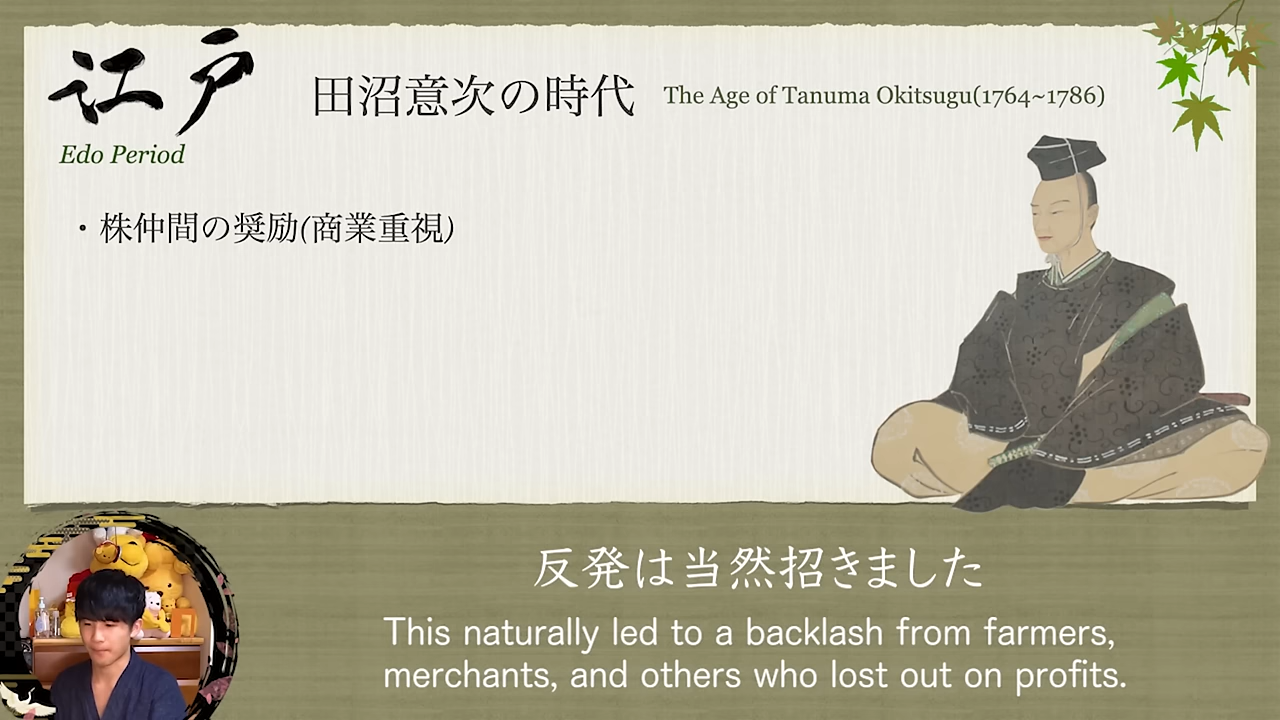 江戸
Edo Period
田沼意次の時代
The Age of Tanuma Okitsugu(1764~1786)
・株仲間の奨励(商業重視)
反発は当然招きました
This naturally led to a backlash from farmers,
merchants, and others who lost out on profits.